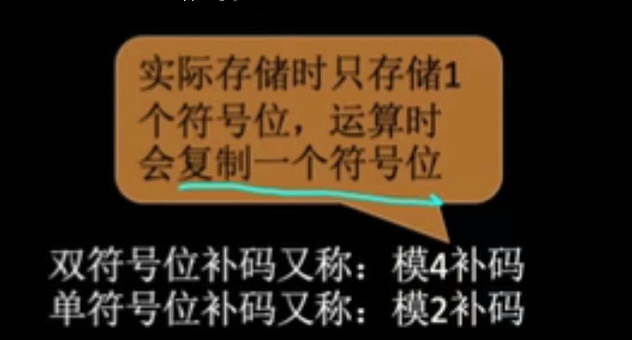 实际存储时只存储1
个符号位，运算时
会复制一个符号位
双符号位补码又称：模4补码
单符号位补码又称：模2补码